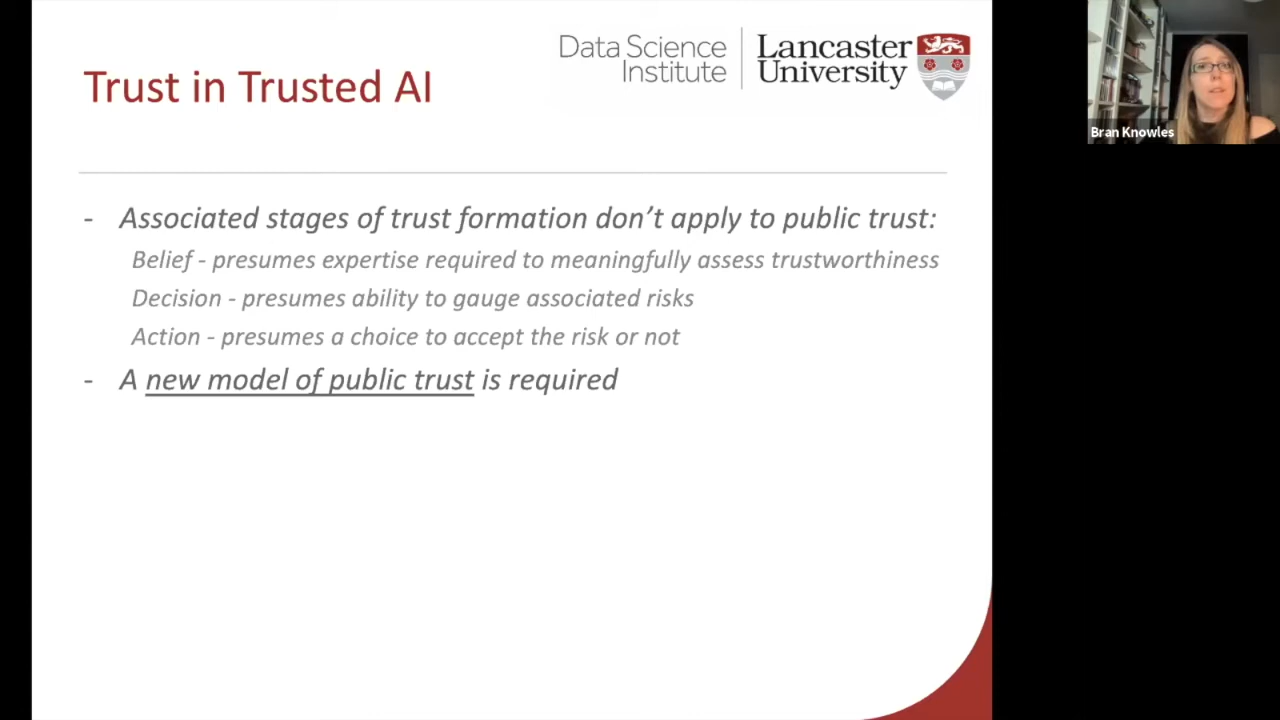 Trust in Trusted AI
Data Science
Institute
Lancaster
University
Bran Knowles
- Associated stages of trust formation don’t apply to public trust:
Belief - presumes expertise required to meaningfully assess trustworthiness
Decision - presumes ability to gauge associated risks
Action - presumes a choice to accept the risk or not
- A new model of public trust is required